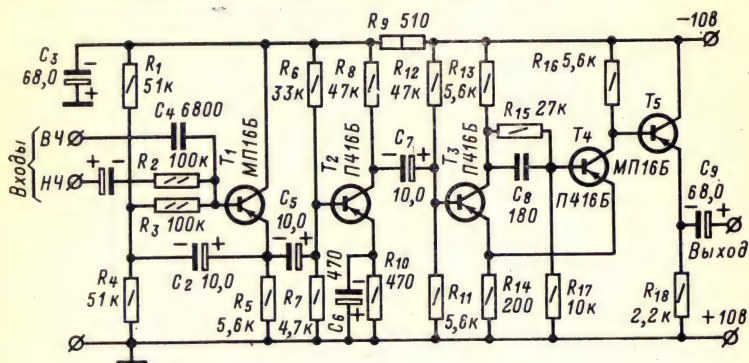 R9 510
−10В
C3
68,0
−
+
R1
51к
R6
33к
R8
47к
R12
47к
R13
5,6к
R16 5,6к
C4 6800
R15 27к
T5
Входы
ВЧ
НЧ
+ −
R2
100к
T1
МП16Б
T2
П416Б
C7
− +
10,0
T3
П416Б
T4
МП16Б
R3 100к
C5
10,0
− +
C8
180
П416Б
C9
68,0
− +
Выход
− +
C2 10,0
R4
51к
R5
5,6к
R7
4,7к
470
C6
− +
R10
470
R11
5,6к
R14
200
R17
10к
R18
2,2к
+10В